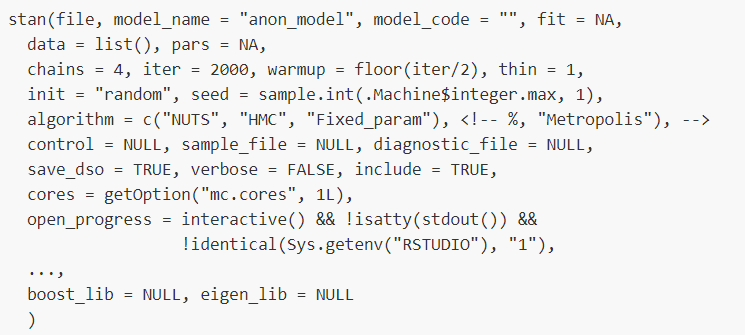 stan(file, model_name = "anon_model", model_code = "", fit = NA,
data = list(), pars = NA,
chains = 4, iter = 2000, warmup = floor(iter/2), thin = 1,
init = "random", seed = sample.int(.Machine$integer.max, 1),
algorithm = c("NUTS", "HMC", "Fixed_param"), <!-- %, "Metropolis"), -->
control = NULL, sample_file = NULL, diagnostic_file = NULL,
save_dso = TRUE, verbose = FALSE, include = TRUE,
cores = getOption("mc.cores", 1L),
open_progress = interactive() && !isatty(stdout()) &&
!identical(Sys.getenv("RSTUDIO"), "1"),
...,
boost_lib = NULL, eigen_lib = NULL
)